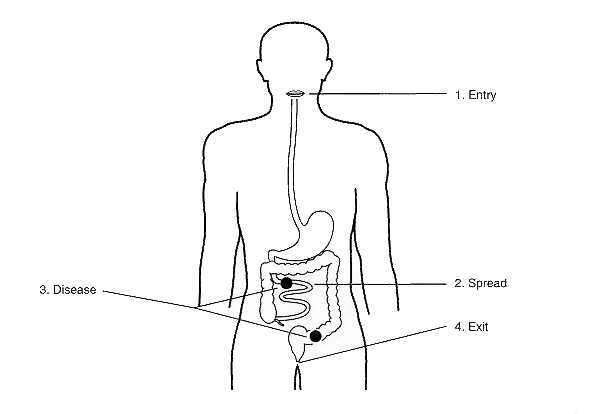 1. Entry
2. Spread
3. Disease
4. Exit